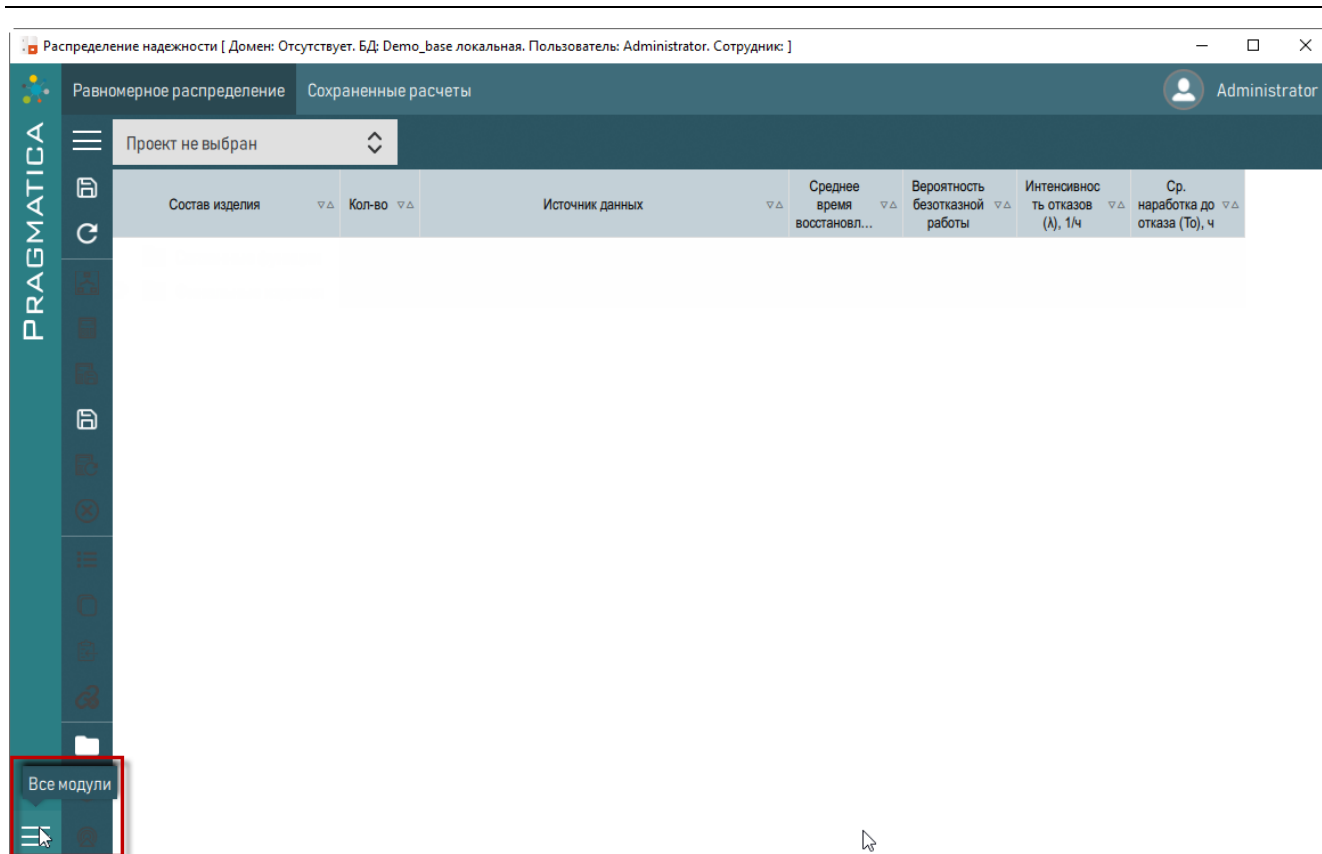 Распределение надежности [ Домен: Отсутствует. БД: Demo_base локальная. Пользователь: Administrator. Сотрудник: ]
Равномерное распределение Сохраненные расчеты Administrator
PRAGMATICA
Проект не выбран
Состав изделия Кол-во Источник данных
Среднее
время
восстановл...
Вероятность
безотказной
работы
Интенсивнос
ть отказов
(λ), 1/ч
Ср.
наработка до
отказа (То), ч
Все модули